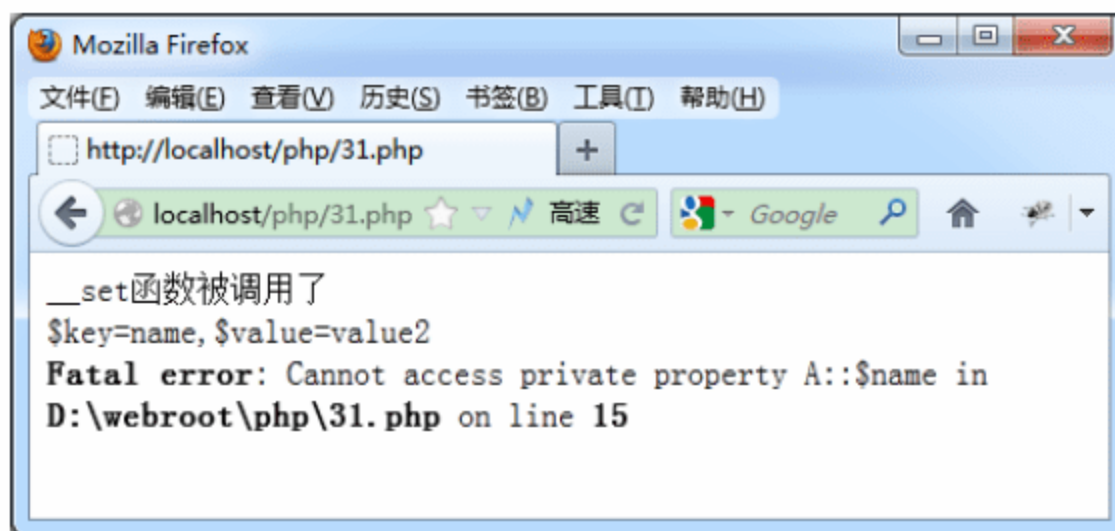 Mozilla Firefox
文件(F) 编辑(E) 查看(V) 历史(S) 书签(B) 工具(T) 帮助(H)
http://localhost/php/31.php
localhost/php/31.php 高速 Google
__set函数被调用了
$key=name,$value=value2
Fatal error: Cannot access private property A::$name in
D:\webroot\php\31.php on line 15